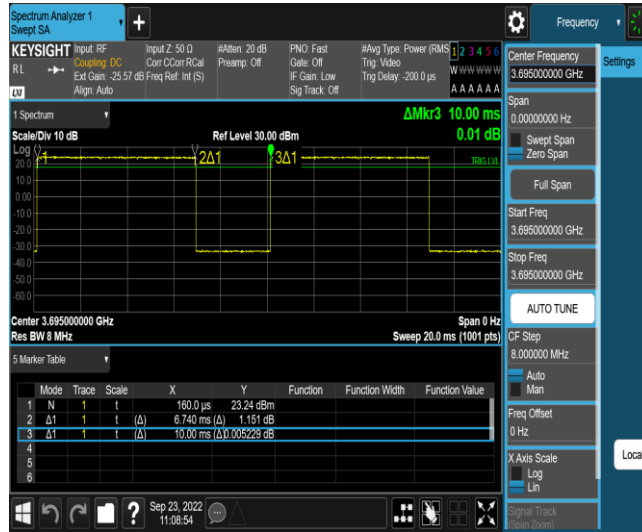 Spectrum Analyzer 1
Swept SA
Frequency
KEYSIGHT
RL
LXI
Input: RF
Coupling: DC
Ext Gain: -25.57 dB
Align: Auto
Input Z: 50 Ω
Corr CCorr RCal
Freq Ref: Int (S)
#Atten: 20 dB
Preamp: Off
PNO: Fast
Gate: Off
IF Gain: Low
Sig Track: Off
#Avg Type: Power (RMS
Trig: Video
Trig Delay: -200.0 µs
1 2 3 4 5 6
W W W W W W
A A A A A A
1 Spectrum
ΔMkr3 10.00 ms
0.01 dB
Scale/Div 10 dB
Ref Level 30.00 dBm
Log
1
2Δ1
3Δ1
TRIG LVL
20.0
10.0
0.00
-10.0
-20.0
-30.0
-40.0
-50.0
-60.0
Center 3.695000000 GHz
Span 0 Hz
Res BW 8 MHz
Sweep 20.0 ms (1001 pts)
5 Marker Table
Mode Trace Scale X Y Function Function Width Function Value
1 N 1 t 160.0 µs 23.24 dBm
2 Δ1 1 t (Δ) 6.740 ms (Δ) 1.151 dB
3 Δ1 1 t (Δ) 10.00 ms (Δ) 0.005229 dB
4
5
6
Sep 23, 2022
11:08:54
Center Frequency
3.695000000 GHz
Settings
Span
0.00000000 Hz
Swept Span
Zero Span
Full Span
Start Freq
3.695000000 GHz
Stop Freq
3.695000000 GHz
AUTO TUNE
CF Step
8.000000 MHz
Auto
Man
Freq Offset
0 Hz
X Axis Scale
Log
Lin
Local
Signal Track
(Span Zoom)